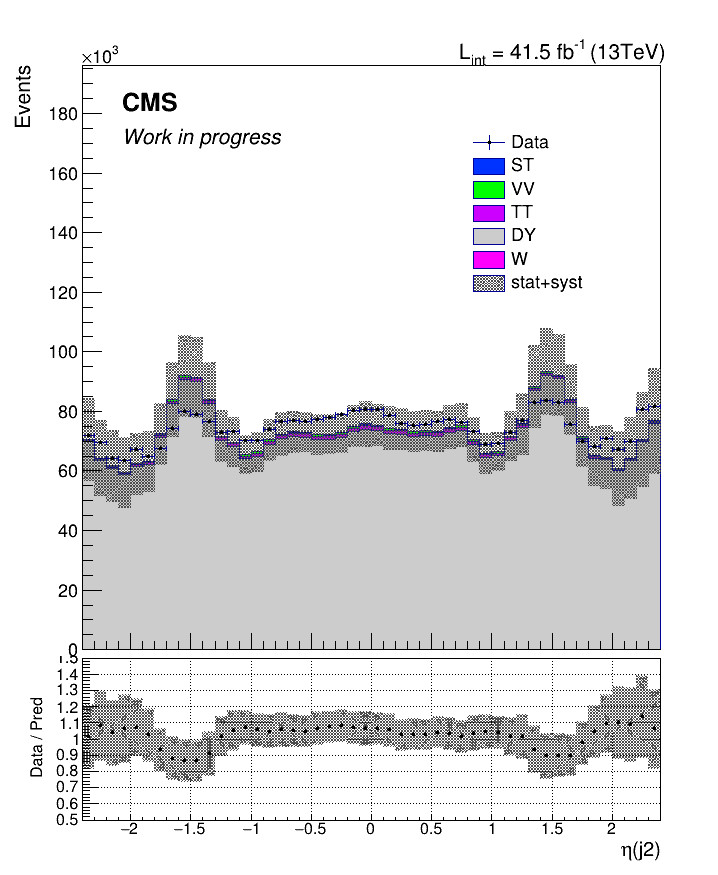 ×10³
L_int = 41.5 fb⁻¹ (13TeV)
Events
CMS
Work in progress
Data
ST
VV
TT
DY
W
stat+syst
180
160
140
120
100
80
60
40
20
0
Data / Pred
1.5
1.4
1.3
1.2
1.1
1
0.9
0.8
0.7
0.6
0.5
−2 −1.5 −1 −0.5 0 0.5 1 1.5 2
η(j2)